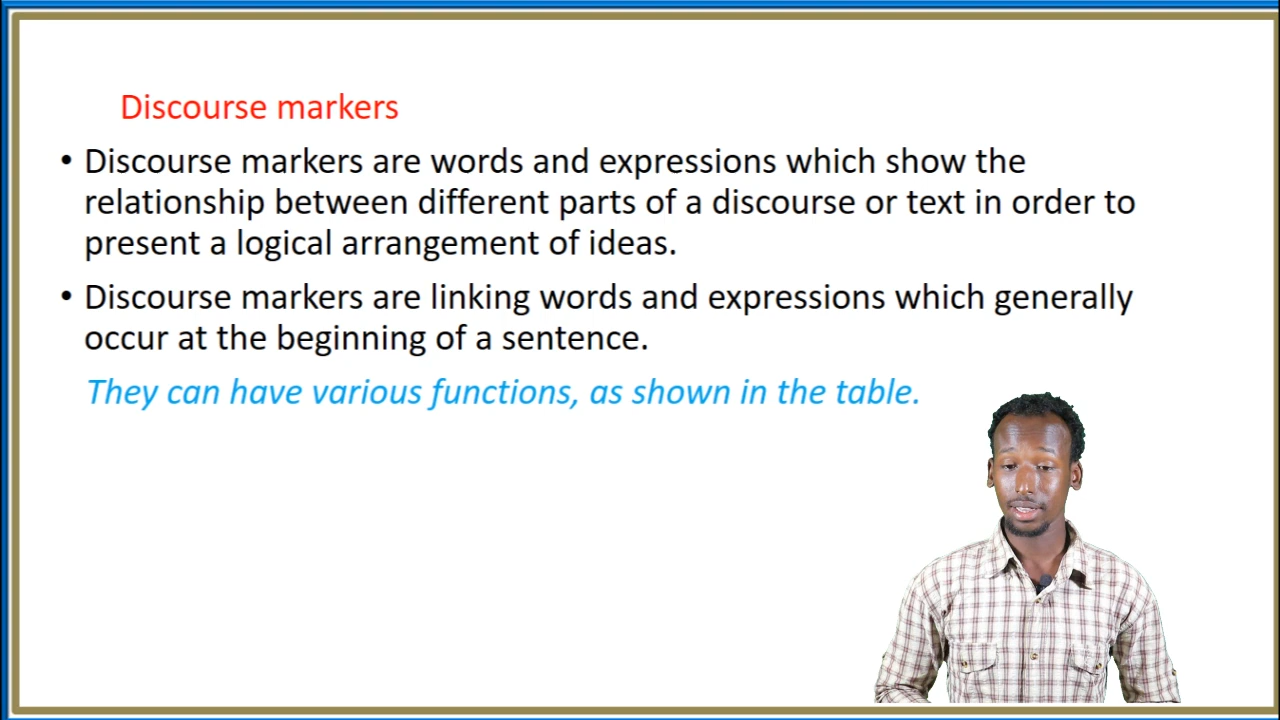 Discourse markers
• Discourse markers are words and expressions which show the
relationship between different parts of a discourse or text in order to
present a logical arrangement of ideas.
• Discourse markers are linking words and expressions which generally
occur at the beginning of a sentence.
They can have various functions, as shown in the table.